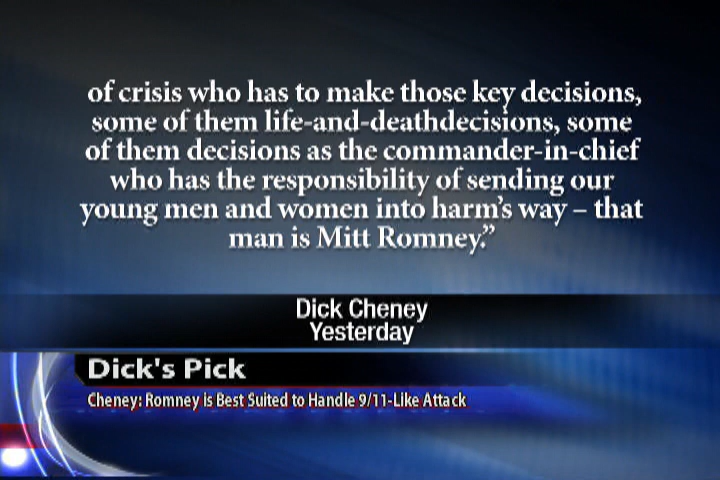 of crisis who has to make those key decisions,
some of them life-and-deathdecisions, some
of them decisions as the commander-in-chief
who has the responsibility of sending our
young men and women into harm's way – that
man is Mitt Romney."
Dick Cheney
Yesterday
Dick's Pick
Cheney: Romney is Best Suited to Handle 9/11-Like Attack